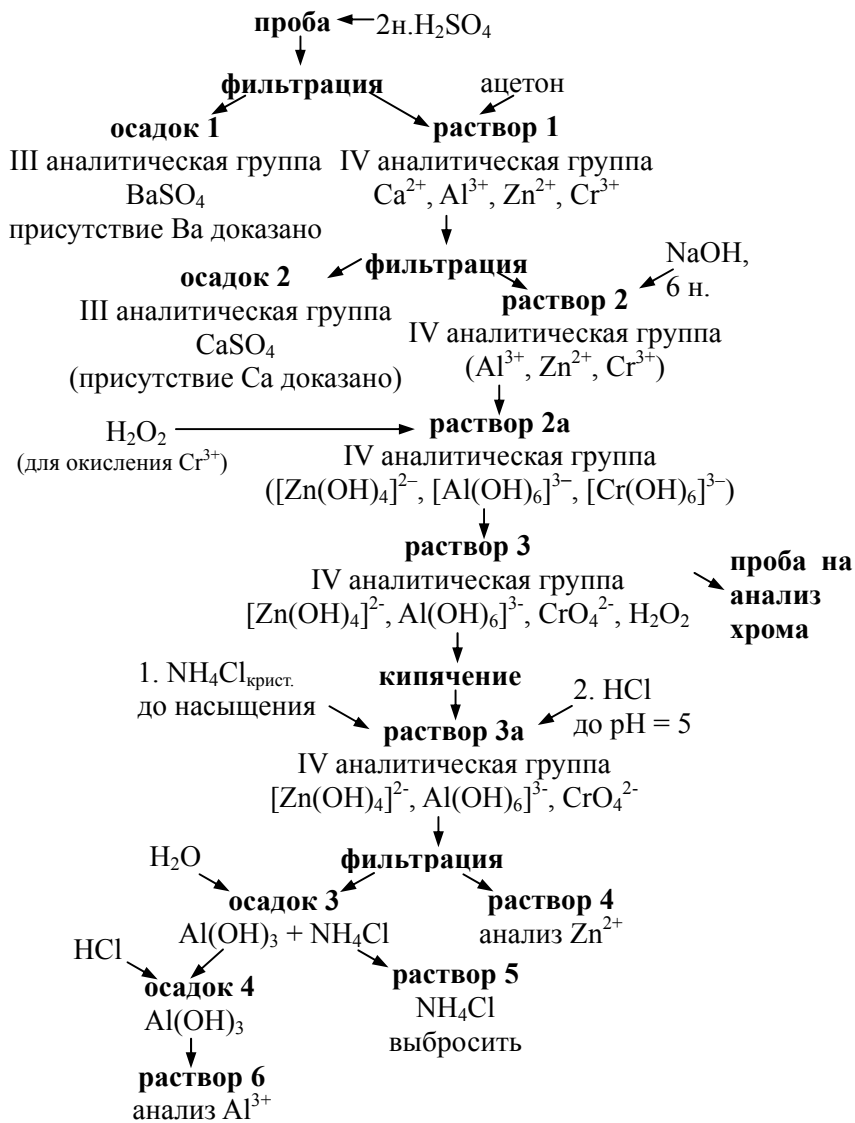 проба
2н.H₂SO₄
фильтрация
ацетон
осадок 1
раствор 1
III аналитическая группа
IV аналитическая группа
BaSO₄
Ca²⁺, Al³⁺, Zn²⁺, Cr³⁺
присутствие Ba доказано
фильтрация
NaOH,
6 н.
осадок 2
раствор 2
III аналитическая группа
IV аналитическая группа
CaSO₄
(Al³⁺, Zn²⁺, Cr³⁺)
(присутствие Ca доказано)
H₂O₂
(для окисления Cr³⁺)
раствор 2а
IV аналитическая группа
([Zn(OH)₄]²⁻, [Al(OH)₆]³⁻, [Cr(OH)₆]³⁻)
раствор 3
IV аналитическая группа
[Zn(OH)₄]²⁻, Al(OH)₆]³⁻, CrO₄²⁻, H₂O₂
проба на
анализ
хрома
1. NH₄Cl крист.
до насыщения
кипячение
2. HCl
до pH = 5
раствор 3а
IV аналитическая группа
[Zn(OH)₄]²⁻, Al(OH)₆]³⁻, CrO₄²⁻
фильтрация
H₂O
осадок 3
раствор 4
Al(OH)₃ + NH₄Cl
анализ Zn²⁺
HCl
осадок 4
раствор 5
Al(OH)₃
NH₄Cl
выбросить
раствор 6
анализ Al³⁺